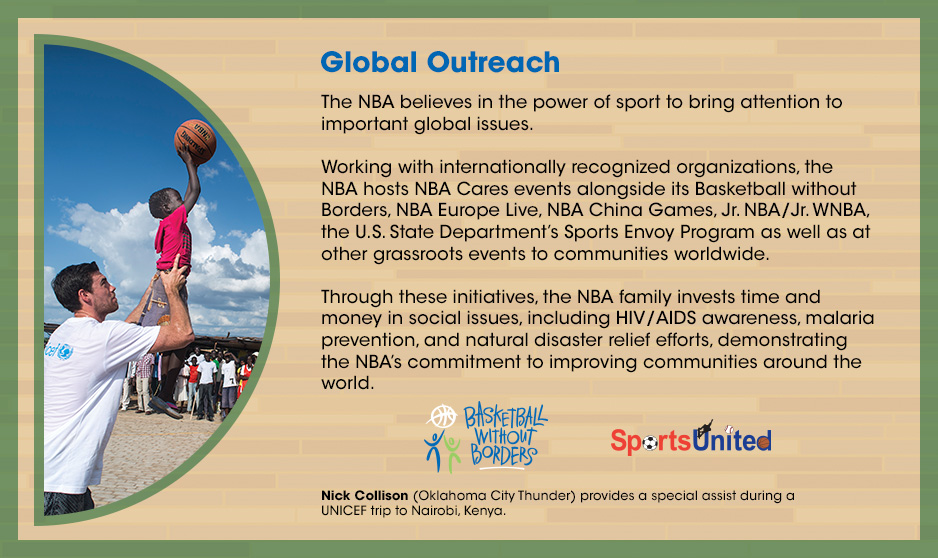 Global Outreach
The NBA believes in the power of sport to bring attention to
important global issues.
Working with internationally recognized organizations, the
NBA hosts NBA Cares events alongside its Basketball without
Borders, NBA Europe Live, NBA China Games, Jr. NBA/Jr. WNBA,
the U.S. State Department's Sports Envoy Program as well as at
other grassroots events to communities worldwide.
Through these initiatives, the NBA family invests time and
money in social issues, including HIV/AIDS awareness, malaria
prevention, and natural disaster relief efforts, demonstrating
the NBA's commitment to improving communities around the
world.
BASKETBALL
WITHOUT
BORDERS
SportsUnited
Nick Collison (Oklahoma City Thunder) provides a special assist during a
UNICEF trip to Nairobi, Kenya.